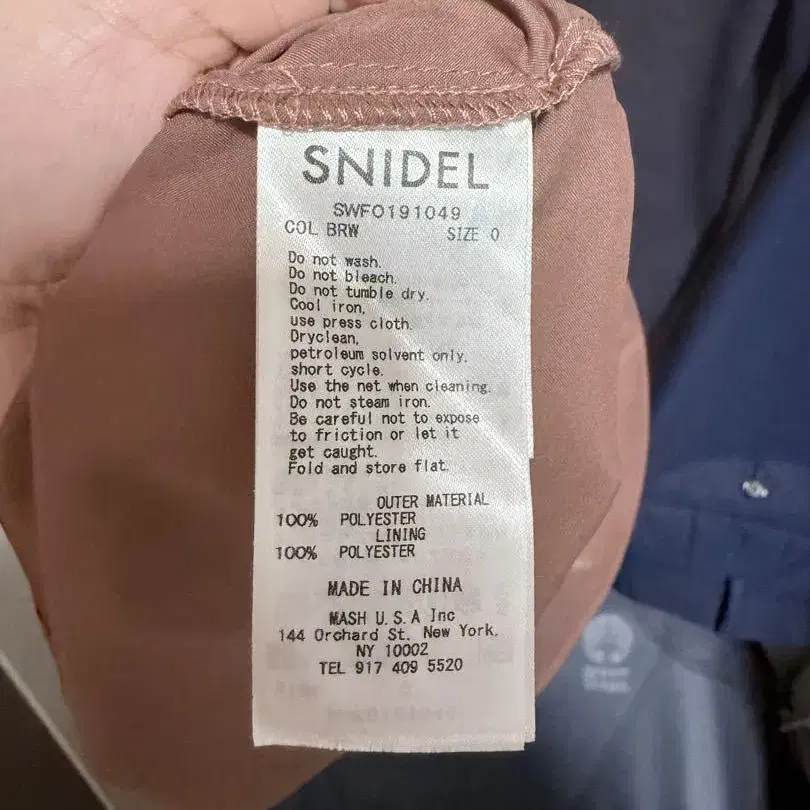 SNIDEL
SWFO191049
COL BRW SIZE 0
Do not wash.
Do not bleach.
Do not tumble dry.
Cool iron,
use press cloth.
Dryclean,
petroleum solvent only,
short cycle.
Use the net when cleaning.
Do not steam iron.
Be careful not to expose
to friction or let it
get caught.
Fold and store flat.
OUTER MATERIAL
100% POLYESTER
LINING
100% POLYESTER
MADE IN CHINA
MASH U.S.A Inc
144 Orchard St. New York,
NY 10002
TEL 917 409 5520